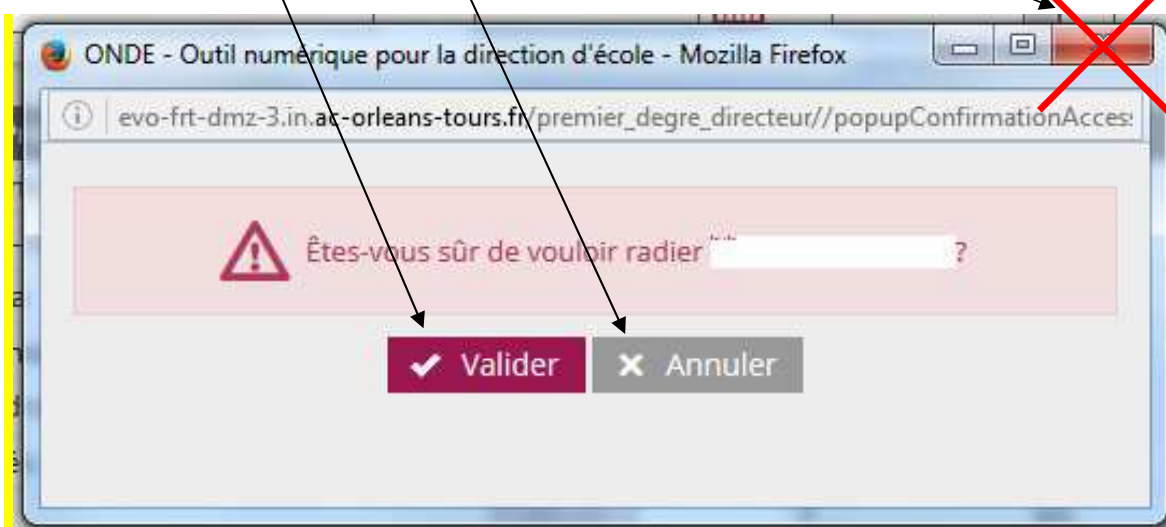 ONDE - Outil numérique pour la direction d'école - Mozilla Firefox
evo-frt-dmz-3.in.ac-orleans-tours.fr/premier_degre_directeur//popupConfirmationAcces
Êtes-vous sûr de vouloir radier ?
Valider Annuler